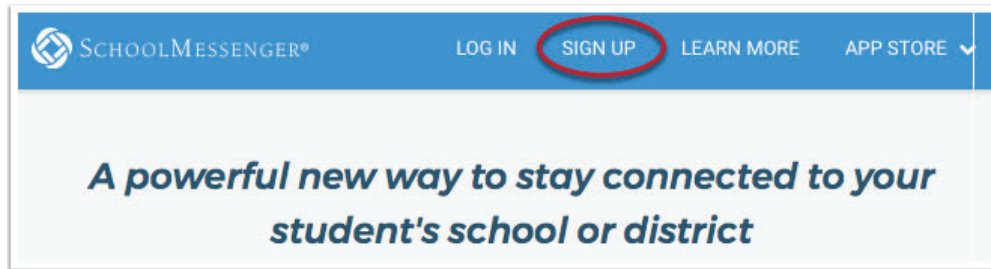 SCHOOLMESSENGER® LOG IN SIGN UP LEARN MORE APP STORE
A powerful new way to stay connected to your
student's school or district